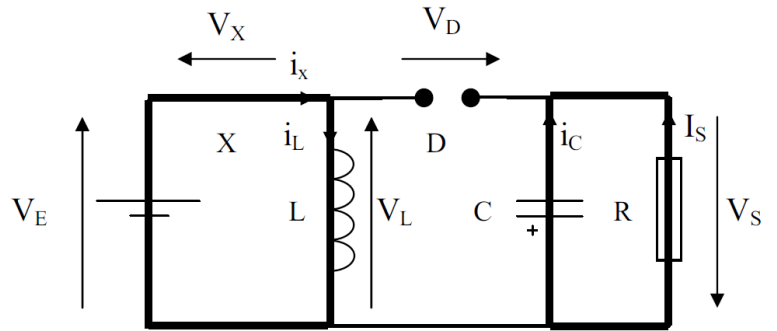 V_X V_D
i_x
X i_L D i_C I_S
V_E L V_L C R V_S
+